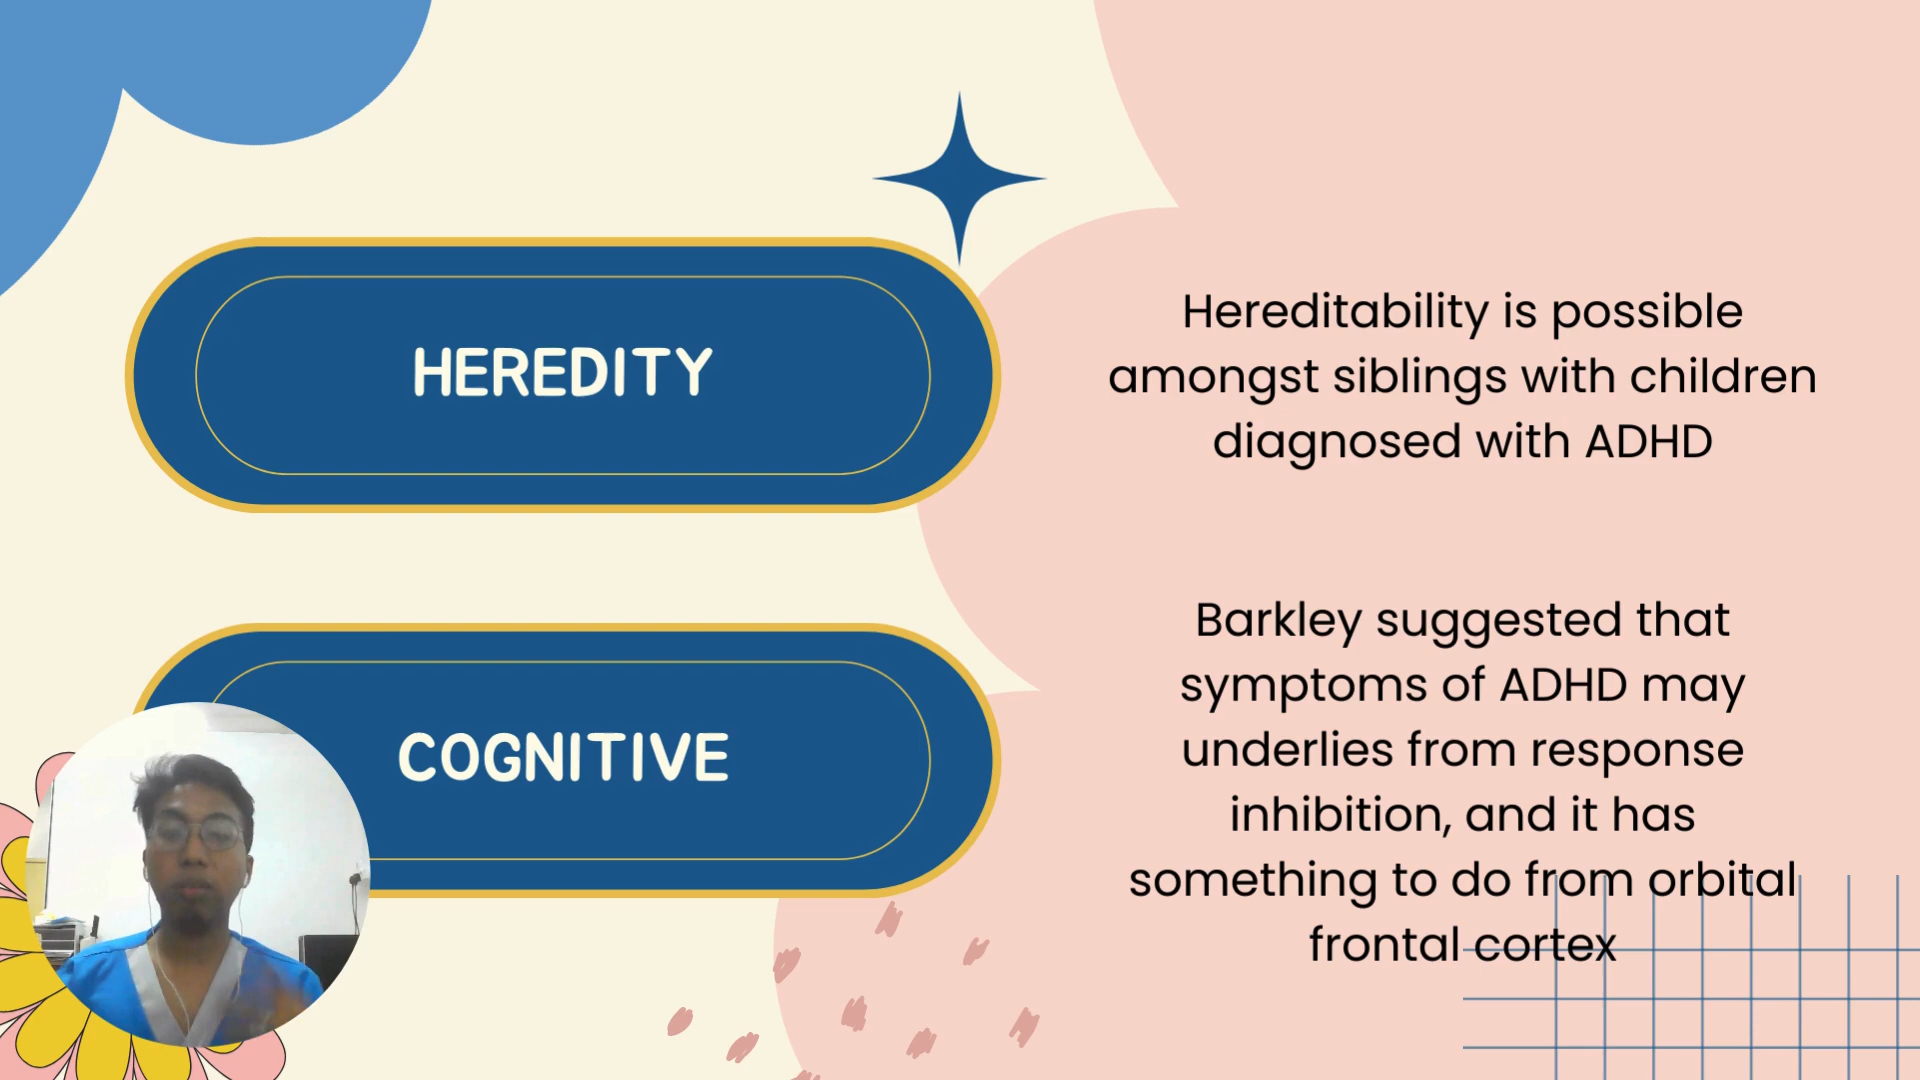 HEREDITY
Hereditability is possible
amongst siblings with children
diagnosed with ADHD
COGNITIVE
Barkley suggested that
symptoms of ADHD may
underlies from response
inhibition, and it has
something to do from orbital
frontal cortex